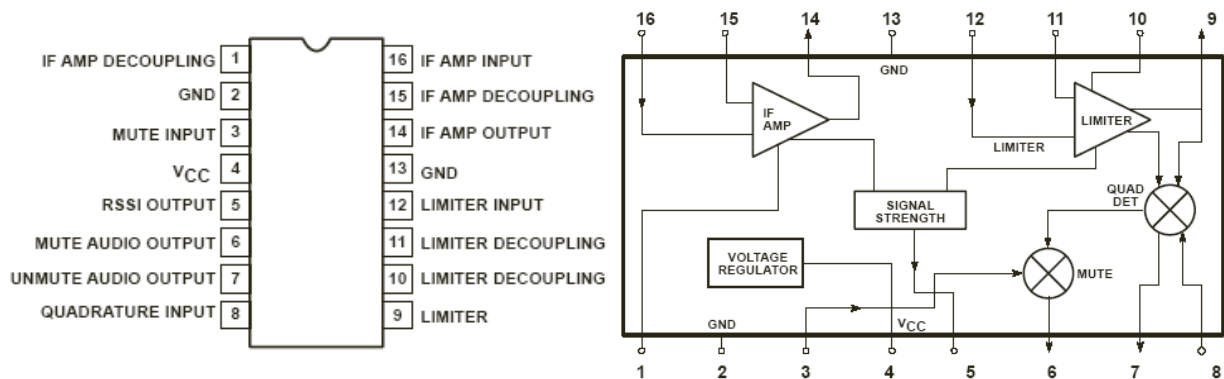 IF AMP DECOUPLING 1
GND 2
MUTE INPUT 3
VCC 4
RSSI OUTPUT 5
MUTE AUDIO OUTPUT 6
UNMUTE AUDIO OUTPUT 7
QUADRATURE INPUT 8
16 IF AMP INPUT
15 IF AMP DECOUPLING
14 IF AMP OUTPUT
13 GND
12 LIMITER INPUT
11 LIMITER DECOUPLING
10 LIMITER DECOUPLING
9 LIMITER
16 15 14 13 12 11 10 9
GND
IF
AMP
LIMITER
LIMITER
SIGNAL
STRENGTH
QUAD
DET
VOLTAGE
REGULATOR
MUTE
GND
VCC
1 2 3 4 5 6 7 8